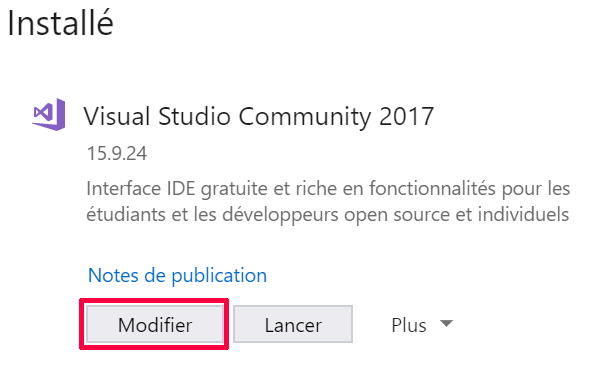 Installé
Visual Studio Community 2017
15.9.24
Interface IDE gratuite et riche en fonctionnalités pour les
étudiants et les développeurs open source et individuels
Notes de publication
Modifier Lancer Plus